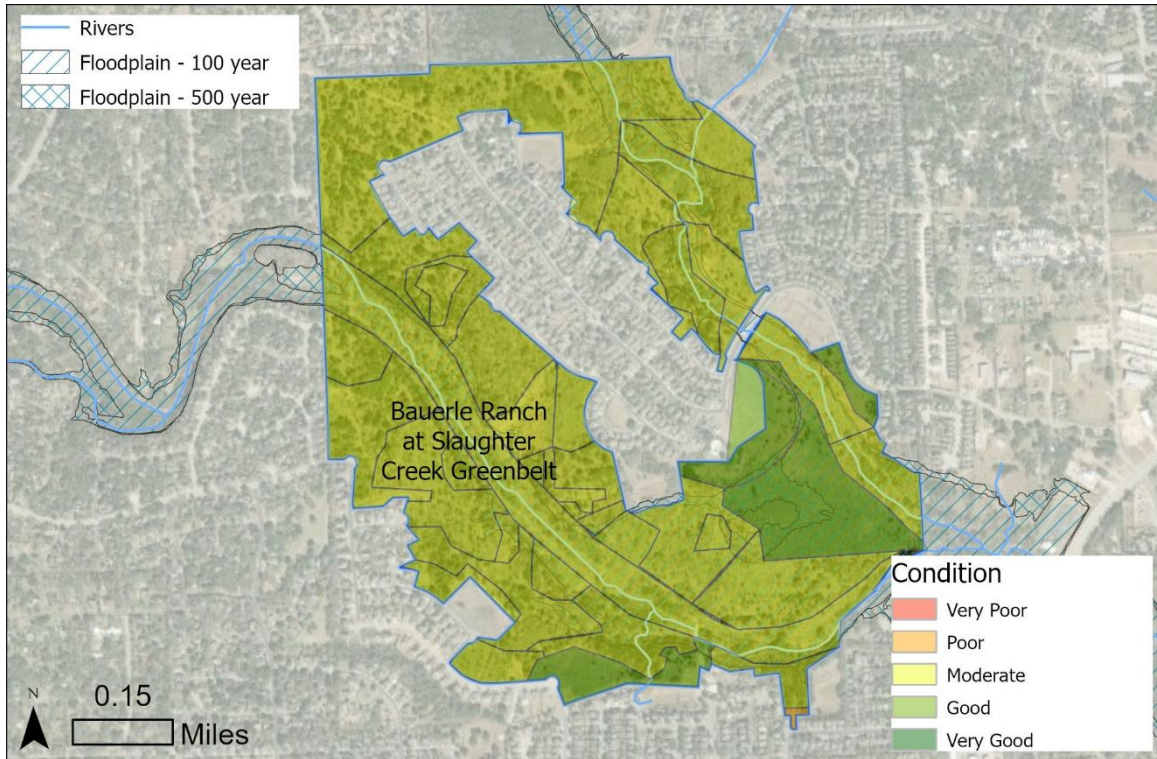 Rivers
Floodplain - 100 year
Floodplain - 500 year
Bauerle Ranch
at Slaughter
Creek Greenbelt
Condition
Very Poor
Poor
Moderate
Good
Very Good
N
0.15
Miles